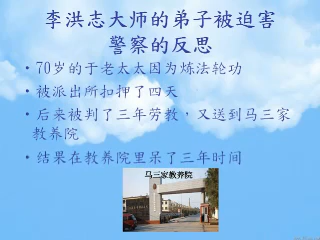 李洪志大师的弟子被迫害
警察的反思
・70岁的于老太太因为炼法轮功
・被派出所扣押了四天
・后来被判了三年劳教，又送到马三家
教养院
・结果在教养院里呆了三年时间
马三家教养院